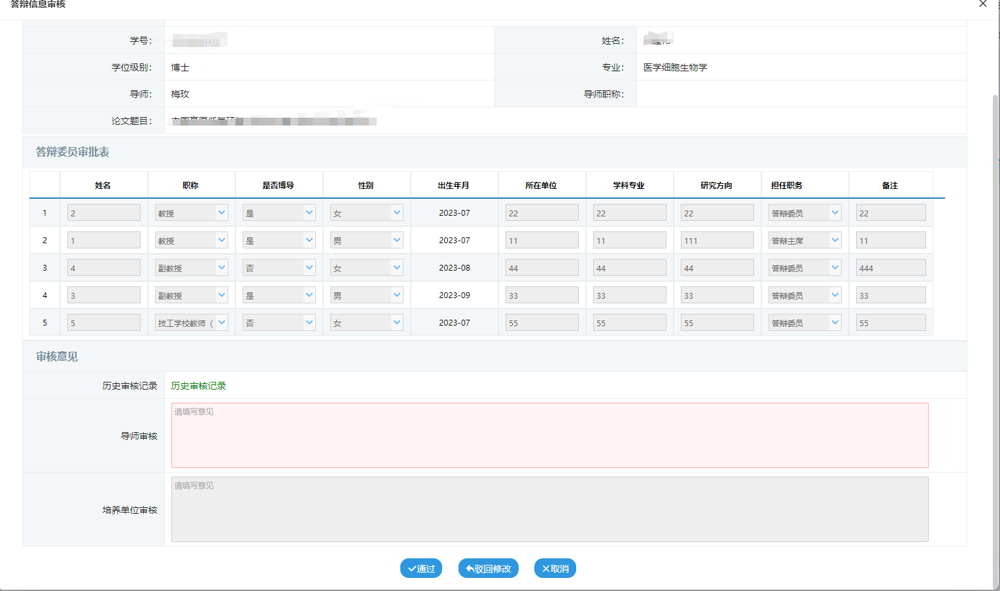 答辩信息审核
学号：
姓名：
学位级别： 博士 专业： 医学细胞生物学
导师： 梅玫 导师职称：
论文题目：
答辩委员审批表
姓名 职称 是否博导 性别 出生年月 所在单位 学科专业 研究方向 担任职务 备注
1 2 教授 是 女 2023-07 22 22 22 答辩委员 22
2 1 教授 是 男 2023-07 11 11 111 答辩主席 11
3 4 副教授 否 女 2023-08 44 44 44 答辩委员 444
4 3 副教授 是 男 2023-09 33 33 33 答辩委员 33
5 5 技工学校教师（ 否 女 2023-07 55 55 55 答辩委员 55
审核意见
历史审核记录 历史审核记录
导师审核 请填写意见
培养单位审核 请填写意见
通过 驳回修改 取消